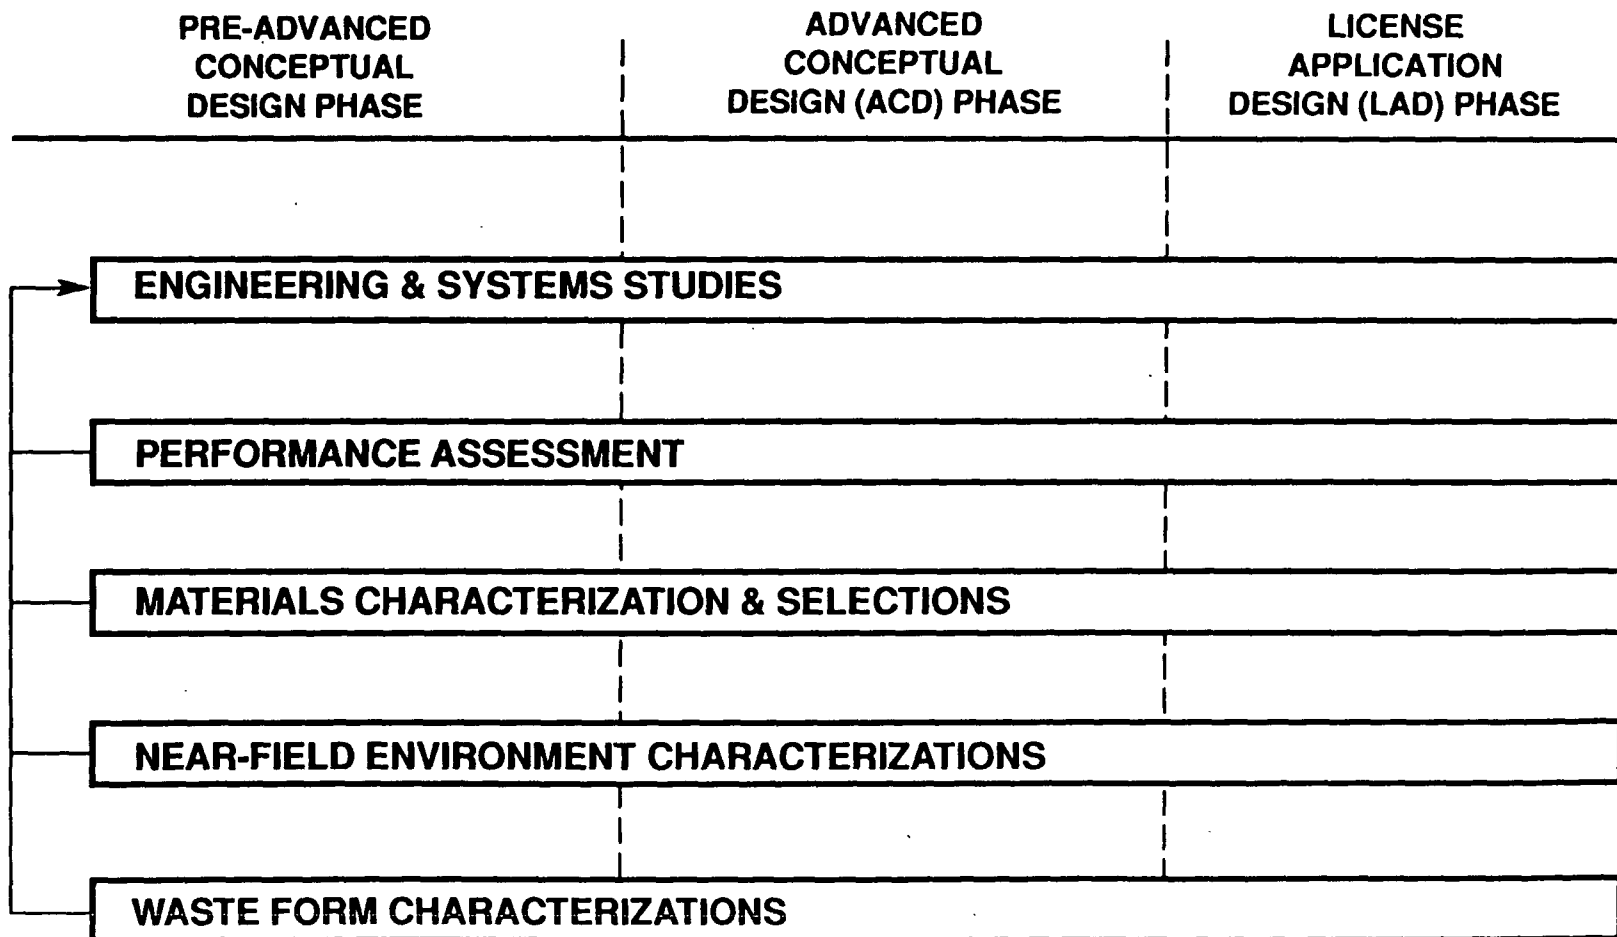 PRE-ADVANCED
CONCEPTUAL
DESIGN PHASE
ADVANCED
CONCEPTUAL
DESIGN (ACD) PHASE
LICENSE
APPLICATION
DESIGN (LAD) PHASE
ENGINEERING & SYSTEMS STUDIES
PERFORMANCE ASSESSMENT
MATERIALS CHARACTERIZATION & SELECTIONS
NEAR-FIELD ENVIRONMENT CHARACTERIZATIONS
WASTE FORM CHARACTERIZATIONS